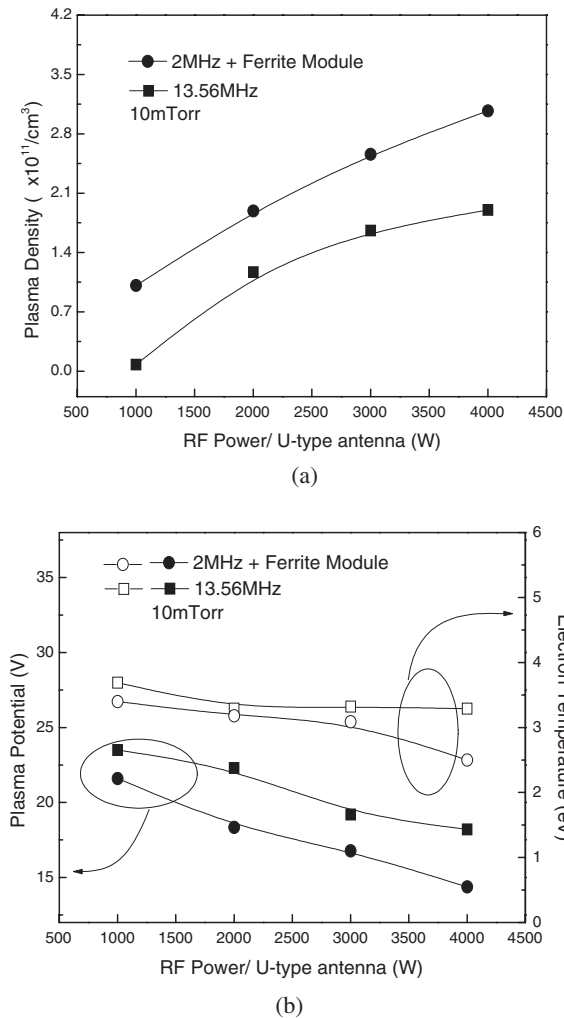 4.2
3.5
2.8
2.1
1.4
0.7
0.0
Plasma Density ( x10¹¹/cm³)
2MHz + Ferrite Module
13.56MHz
10mTorr
500 1000 1500 2000 2500 3000 3500 4000 4500
RF Power/ U-type antenna (W)
(a)
35
30
25
20
15
Plasma Potential (V)
2MHz + Ferrite Module
13.56MHz
10mTorr
6
5
4
3
2
1
0
Electron Temperature (eV)
500 1000 1500 2000 2500 3000 3500 4000 4500
RF Power/ U-type antenna (W)
(b)